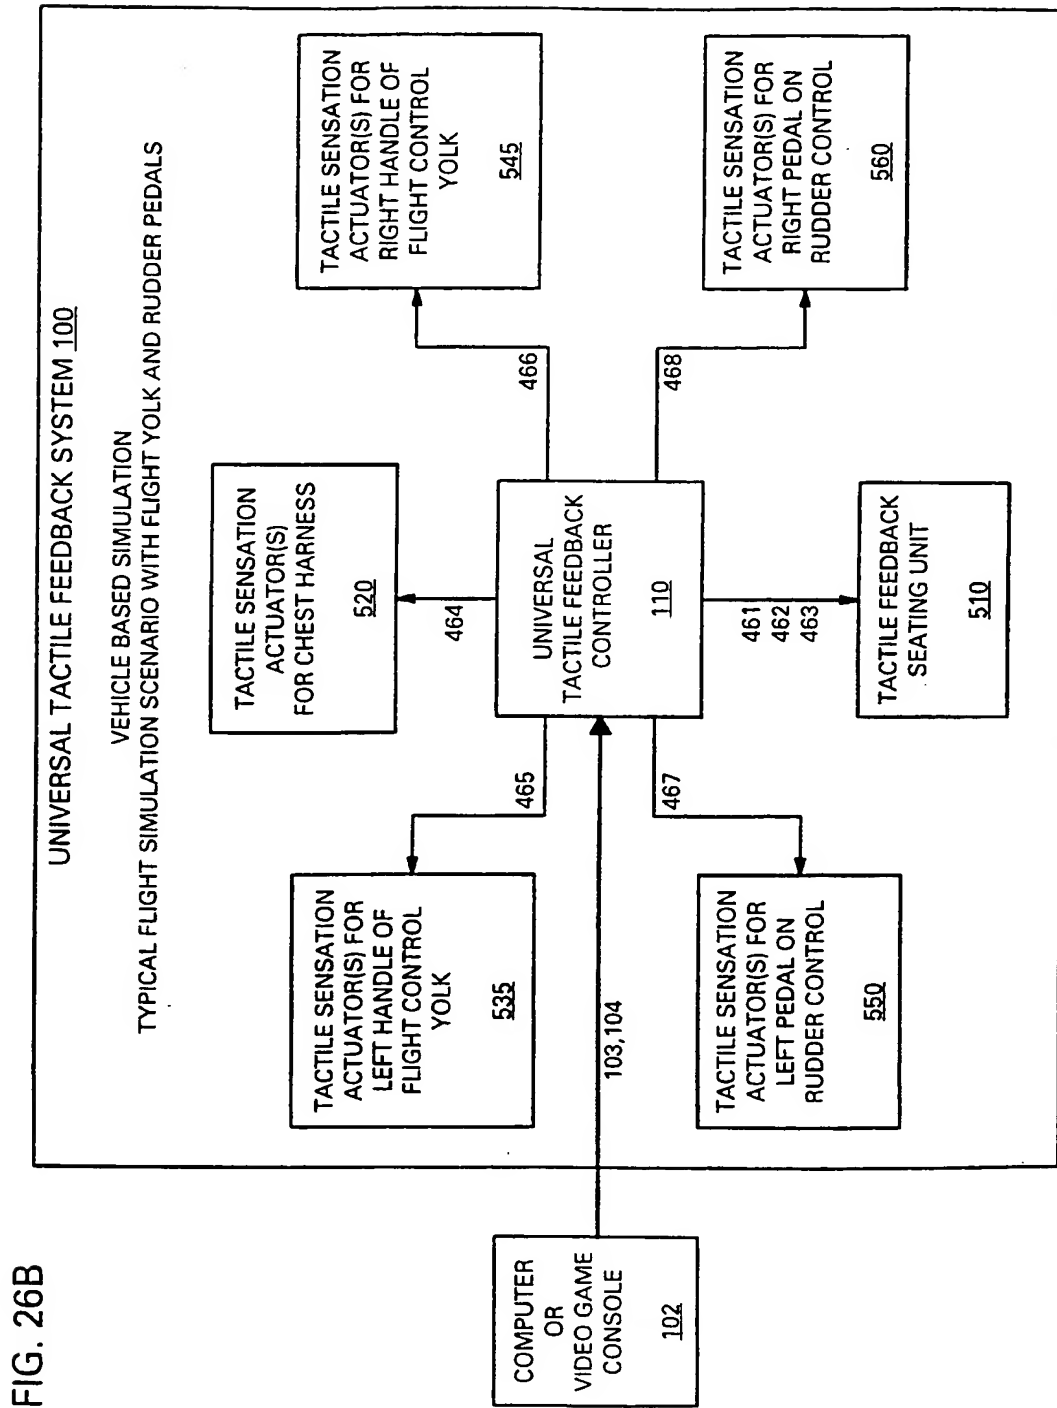 FIG. 26B
UNIVERSAL TACTILE FEEDBACK SYSTEM 100
VEHICLE BASED SIMULATION
TYPICAL FLIGHT SIMULATION SCENARIO WITH FLIGHT YOLK AND RUDDER PEDALS
TACTILE SENSATION
ACTUATOR(S) FOR
LEFT HANDLE OF
FLIGHT CONTROL
YOLK
535
TACTILE SENSATION
ACTUATOR(S)
FOR CHEST HARNESS
520
TACTILE SENSATION
ACTUATOR(S) FOR
RIGHT HANDLE OF
FLIGHT CONTROL
YOLK
545
465
464
466
COMPUTER
OR
VIDEO GAME
CONSOLE
102
103,104
UNIVERSAL
TACTILE FEEDBACK
CONTROLLER
110
467
461
462
463
468
TACTILE SENSATION
ACTUATOR(S) FOR
LEFT PEDAL ON
RUDDER CONTROL
550
TACTILE FEEDBACK
SEATING UNIT
510
TACTILE SENSATION
ACTUATOR(S) FOR
RIGHT PEDAL ON
RUDDER CONTROL
560